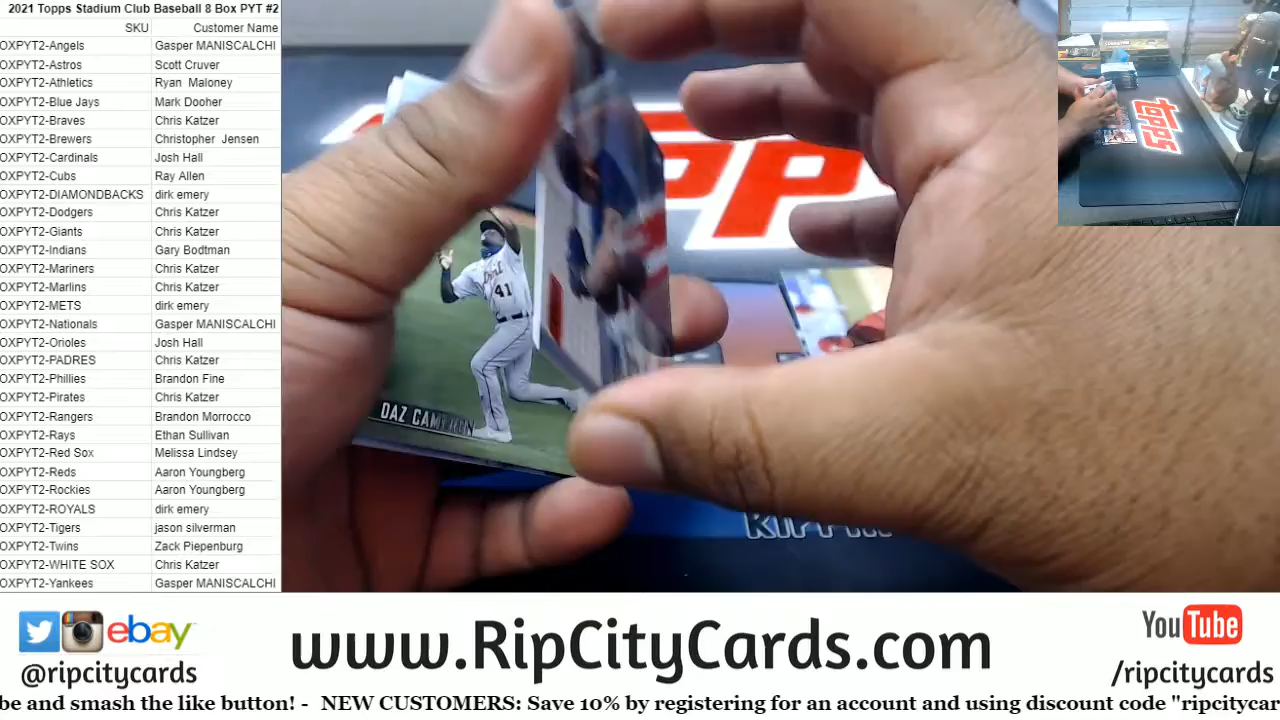 2021 Topps Stadium Club Baseball 8 Box PYT #2
SKU Customer Name
OXPYT2-Angels Gasper MANISCALCHI
OXPYT2-Astros Scott Cruver
OXPYT2-Athletics Ryan Maloney
OXPYT2-Blue Jays Mark Dooher
OXPYT2-Braves Chris Katzer
OXPYT2-Brewers Christopher Jensen
OXPYT2-Cardinals Josh Hall
OXPYT2-Cubs Ray Allen
OXPYT2-DIAMONDBACKS dirk emery
OXPYT2-Dodgers Chris Katzer
OXPYT2-Giants Chris Katzer
OXPYT2-Indians Gary Bodtman
OXPYT2-Mariners Chris Katzer
OXPYT2-Marlins Chris Katzer
OXPYT2-METS dirk emery
OXPYT2-Nationals Gasper MANISCALCHI
OXPYT2-Orioles Josh Hall
OXPYT2-PADRES Chris Katzer
OXPYT2-Phillies Brandon Fine
OXPYT2-Pirates Chris Katzer
OXPYT2-Rangers Brandon Morrocco
OXPYT2-Rays Ethan Sullivan
OXPYT2-Red Sox Melissa Lindsey
OXPYT2-Reds Aaron Youngberg
OXPYT2-Rockies Aaron Youngberg
OXPYT2-ROYALS dirk emery
OXPYT2-Tigers jason silverman
OXPYT2-Twins Zack Piepenburg
OXPYT2-WHITE SOX Chris Katzer
OXPYT2-Yankees Gasper MANISCALCHI
41
DAZ CAMERON
TOPPS
ebay
@ripcitycards
www.RipCityCards.com
YouTube
/ripcitycards
be and smash the like button! - NEW CUSTOMERS: Save 10% by registering for an account and using discount code "ripcitycar